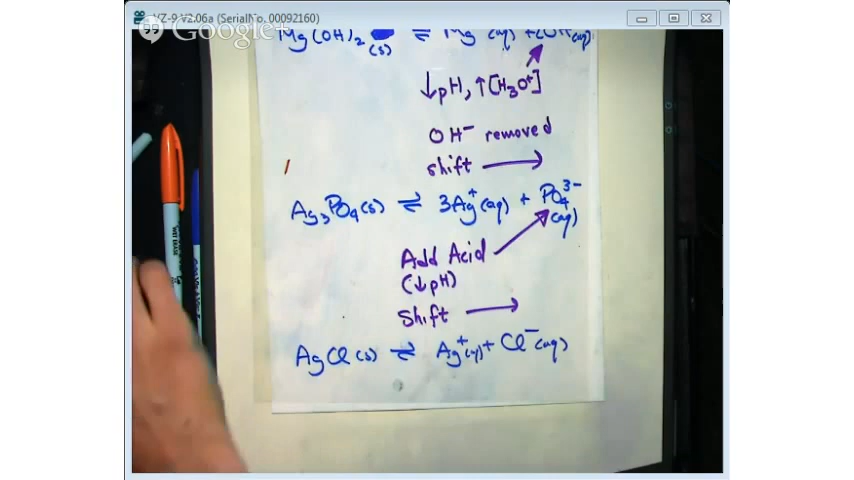 VZ-9 V2.06a (SerialNo. 00092160)
Google+
Mg(OH)₂ (s) ⇌ Mg (aq) + (aq)
↓pH, ↑[H₃O⁺]
OH⁻ removed
shift →
Ag₃PO₄(s) ⇌ 3Ag⁺(aq) + PO₄³⁻ (aq)
Add Acid
(↓pH)
Shift →
AgCl(s) ⇌ Ag⁺(aq) + Cl⁻(aq)